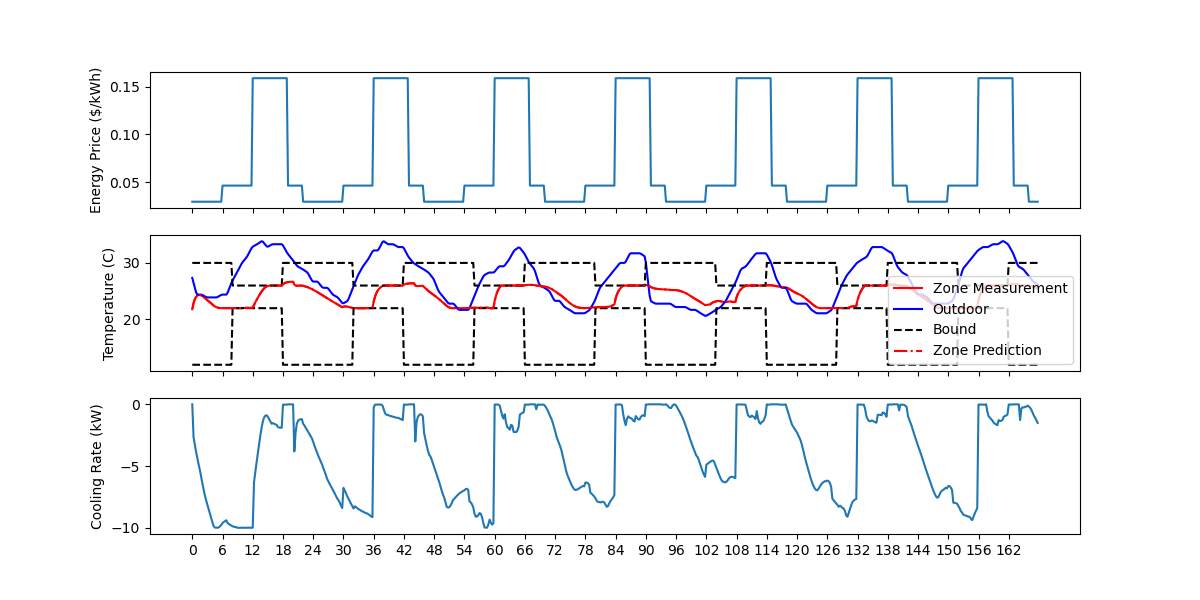 Energy Price ($/kWh)
0.15
0.10
0.05
Temperature (C)
30
20
Zone Measurement
Outdoor
Bound
Zone Prediction
Cooling Rate (kW)
0
−5
−10
0 6 12 18 24 30 36 42 48 54 60 66 72 78 84 90 96 102 108 114 120 126 132 138 144 150 156 162